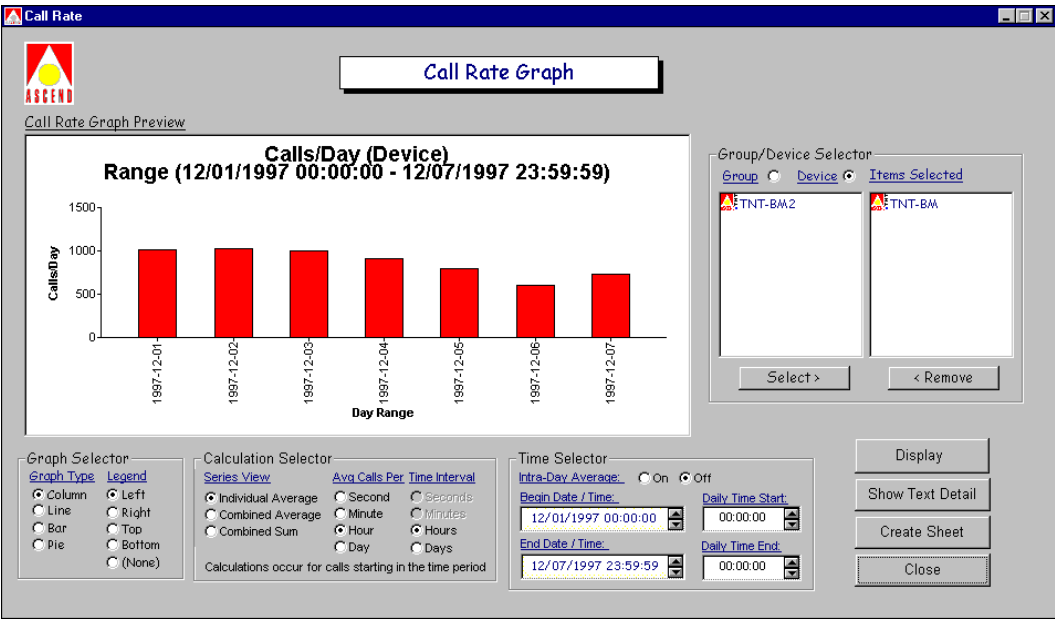 Call Rate
ASCEND
Call Rate Graph
Call Rate Graph Preview
Calls/Day (Device)
Range (12/01/1997 00:00:00 - 12/07/1997 23:59:59)
1500
1000
500
0
Calls/Day
1997-12-01
1997-12-02
1997-12-03
1997-12-04
1997-12-05
1997-12-06
1997-12-07
Day Range
Group/Device Selector
Group Device Items Selected
TNT-BM2
TNT-BM
Select > < Remove
Graph Selector
Graph Type Legend
Column Left
Line Right
Bar Top
Pie Bottom
(None)
Calculation Selector
Series View Avg Calls Per Time Interval
Individual Average Second Seconds
Combined Average Minute Minutes
Combined Sum Hour Hours
Day Days
Calculations occur for calls starting in the time period
Time Selector
Intra-Day Average: On Off
Begin Date / Time: Daily Time Start:
12/01/1997 00:00:00 00:00:00
End Date / Time: Daily Time End:
12/07/1997 23:59:59 00:00:00
Display
Show Text Detail
Create Sheet
Close